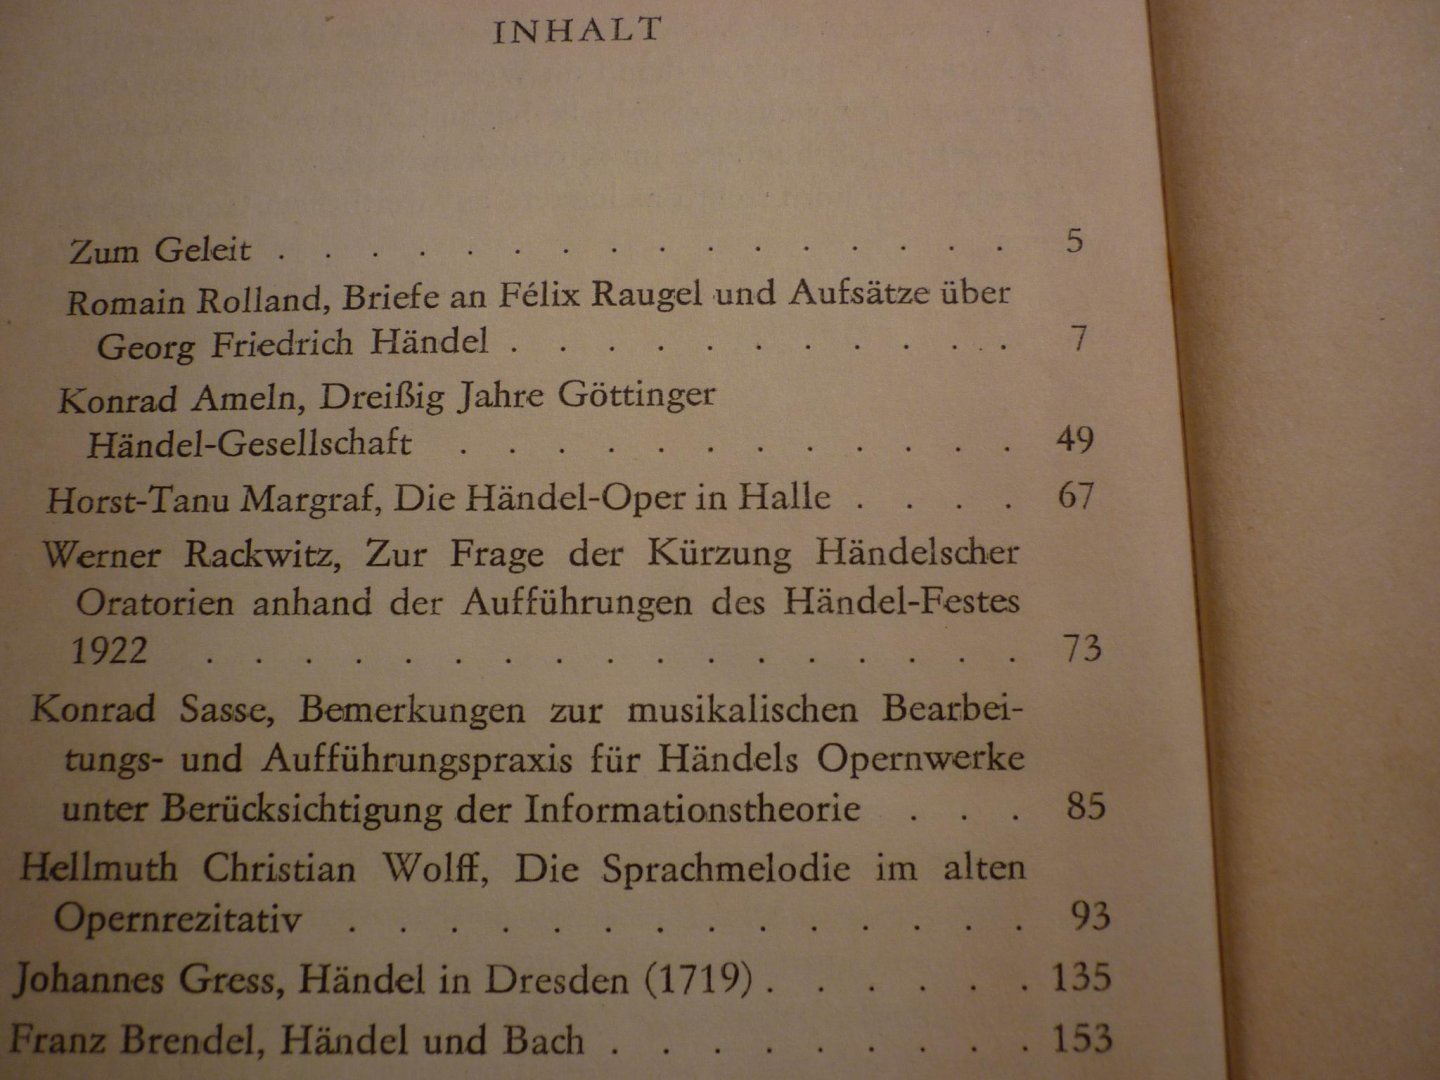 INHALT
Zum Geleit . . . . . . . . . . . . . . . . 5
Romain Rolland, Briefe an Félix Raugel und Aufsätze über
Georg Friedrich Händel . . . . . . . . . . . 7
Konrad Ameln, Dreißig Jahre Göttinger
Händel-Gesellschaft . . . . . . . . . . . . 49
Horst-Tanu Margraf, Die Händel-Oper in Halle . . . . 67
Werner Rackwitz, Zur Frage der Kürzung Händelscher
Oratorien anhand der Aufführungen des Händel-Festes
1922 . . . . . . . . . . . . . . . . . 73
Konrad Sasse, Bemerkungen zur musikalischen Bearbei-
tungs- und Aufführungspraxis für Händels Opernwerke
unter Berücksichtigung der Informationstheorie . . . 85
Hellmuth Christian Wolff, Die Sprachmelodie im alten
Opernrezitativ . . . . . . . . . . . . . . 93
Johannes Gress, Händel in Dresden (1719) . . . . . . 135
Franz Brendel, Händel und Bach . . . . . . . . . 153